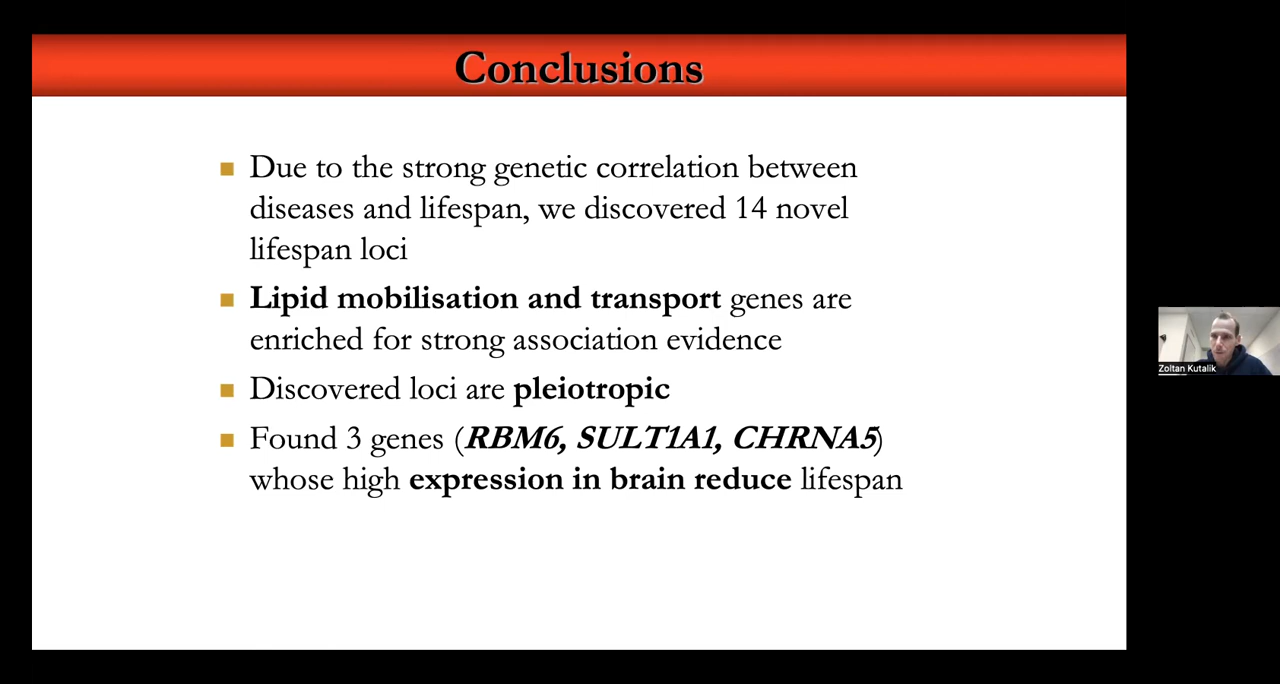 Conclusions
Due to the strong genetic correlation between
diseases and lifespan, we discovered 14 novel
lifespan loci
Lipid mobilisation and transport genes are
enriched for strong association evidence
Discovered loci are pleiotropic
Found 3 genes (RBM6, SULT1A1, CHRNA5)
whose high expression in brain reduce lifespan
Zoltan Kutalik